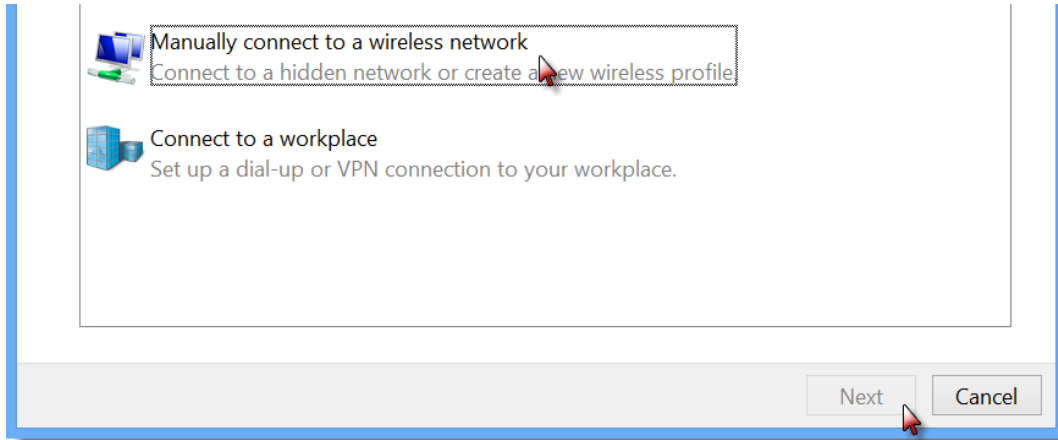 Manually connect to a wireless network
Connect to a hidden network or create a new wireless profile.
Connect to a workplace
Set up a dial-up or VPN connection to your workplace.
Next
Cancel